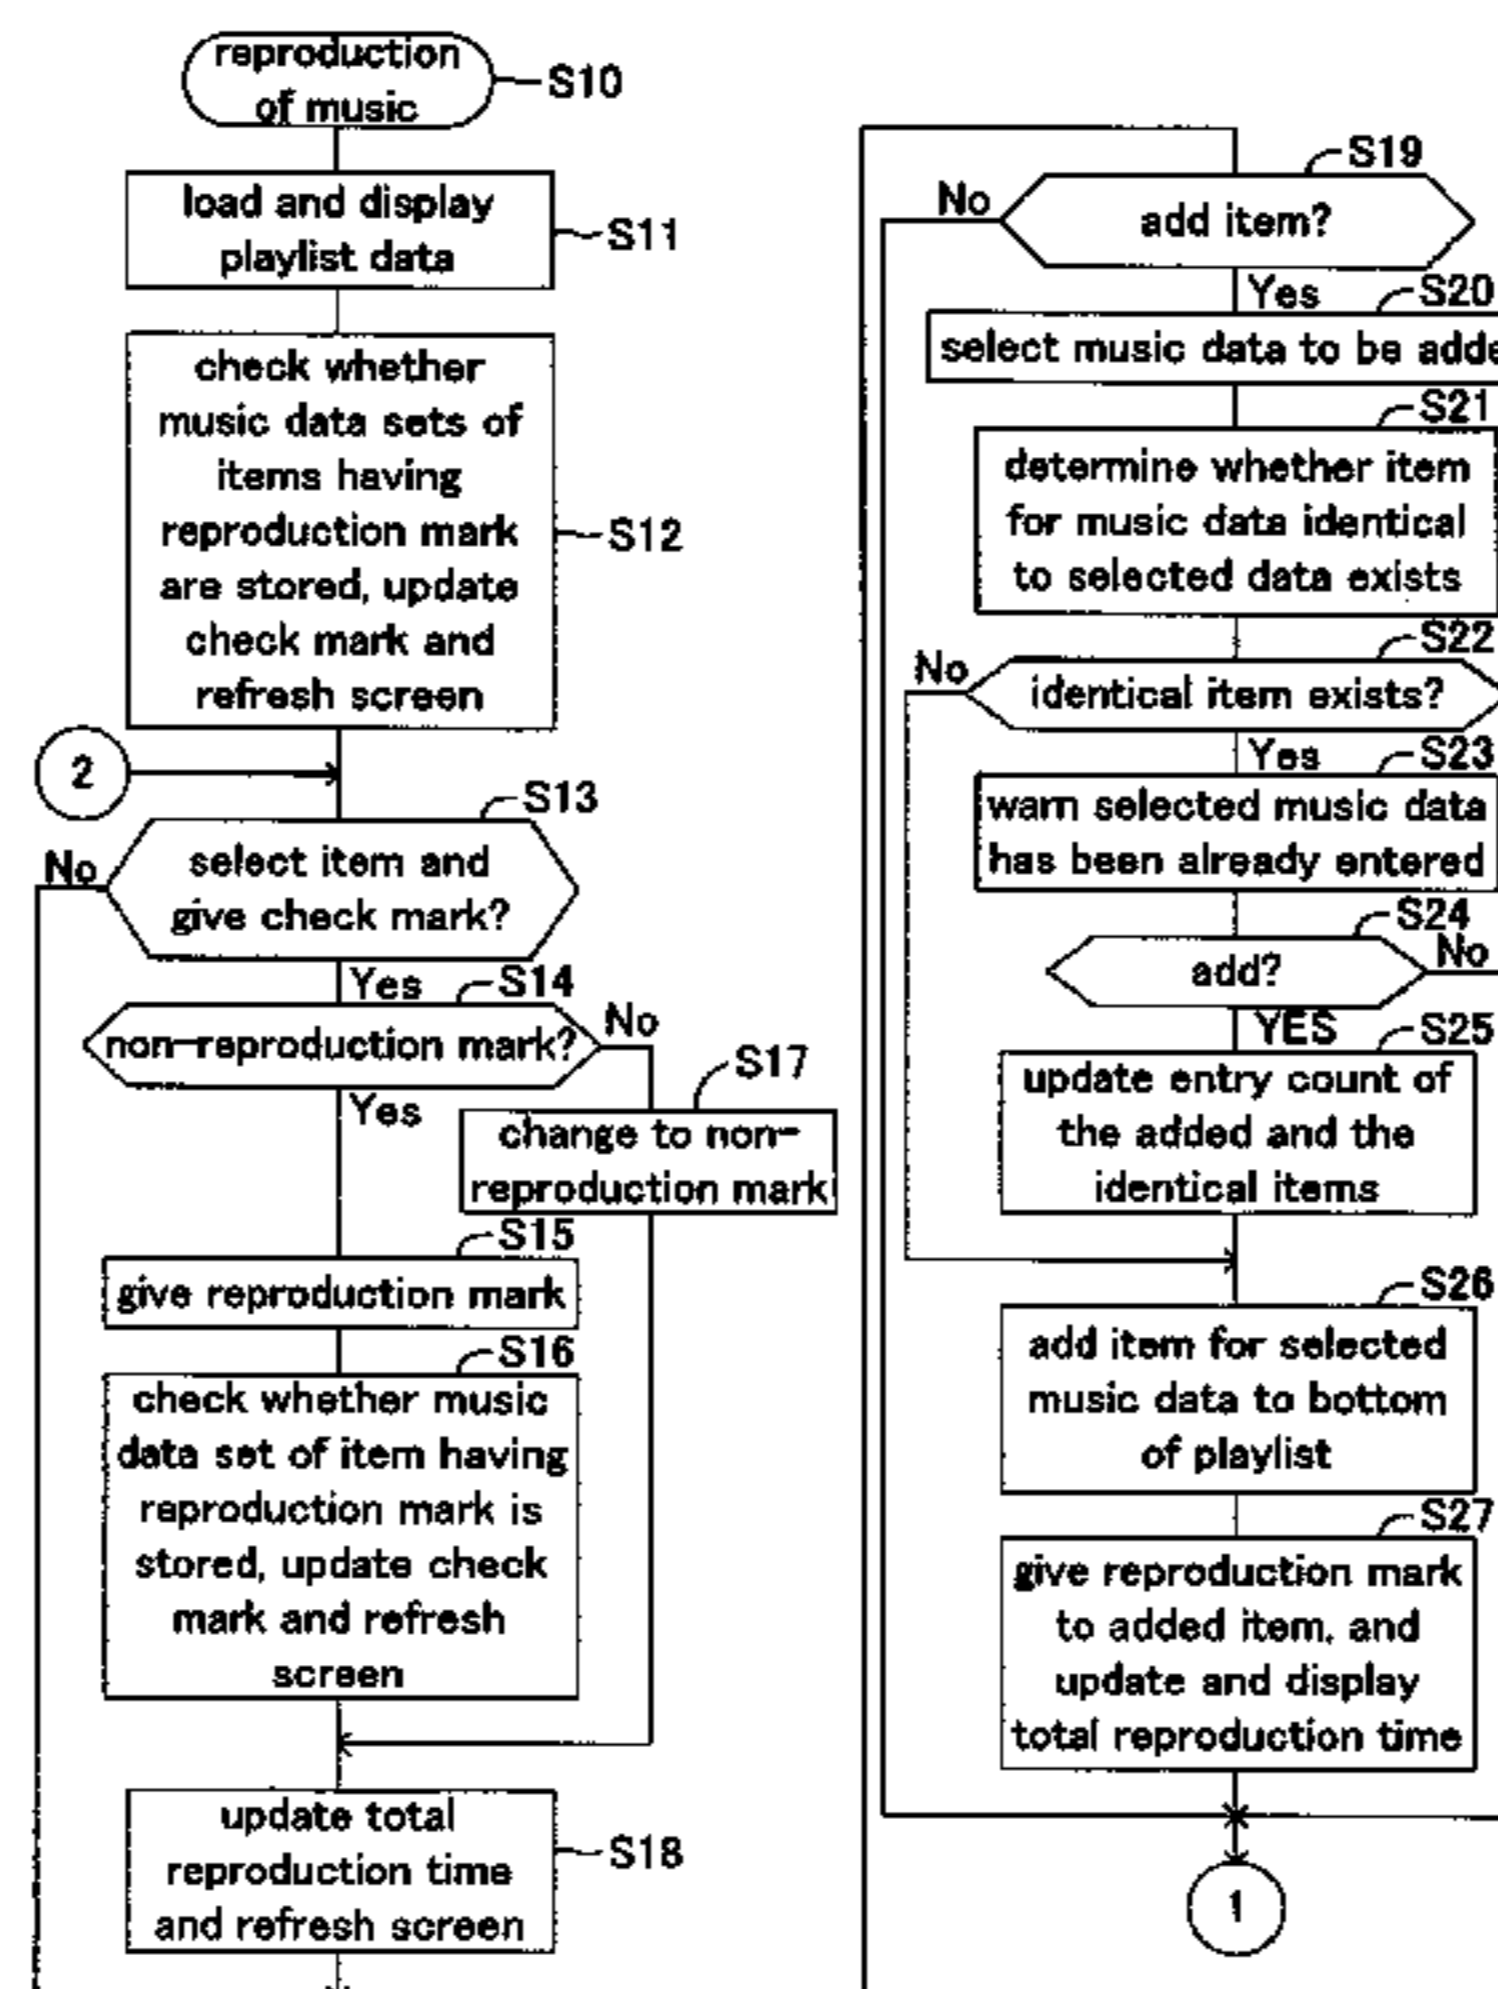 reproduction
of music
S10
load and display
playlist data
S11
check whether
music data sets of
items having
reproduction mark
are stored, update
check mark and
refresh screen
S12
2
S13
No
select item and
give check mark?
Yes
S14
non-reproduction mark?
No
Yes
S17
change to non-
reproduction mark
S15
give reproduction mark
S16
check whether music
data set of item having
reproduction mark is
stored, update check
mark and refresh
screen
update total
reproduction time
and refresh screen
S18
S19
No
add item?
Yes
S20
select music data to be adde
S21
determine whether item
for music data identical
to selected data exists
S22
No
identical item exists?
Yes
S23
warn selected music data
has been already entered
S24
add?
No
YES
S25
update entry count of
the added and the
identical items
S26
add item for selected
music data to bottom
of playlist
S27
give reproduction mark
to added item, and
update and display
total reproduction time
1